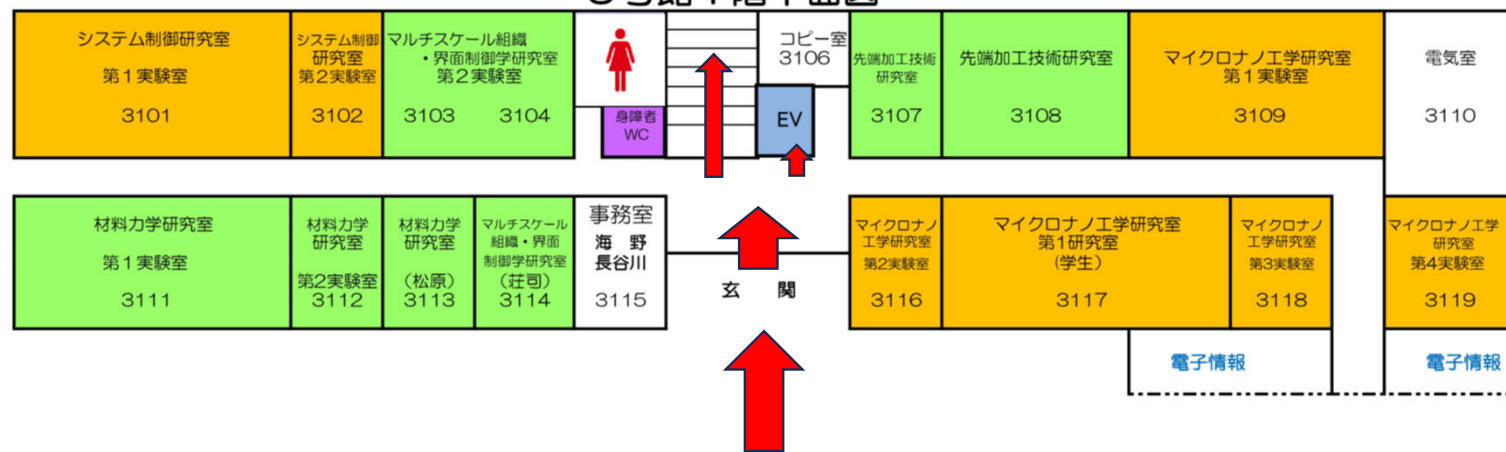 システム制御研究室
第1実験室
3101
システム制御
研究室
第2実験室
3102
マルチスケール組織
・界面制御学研究室
第2実験室
3103 3104
身障者
WC
コピー室
3106
EV
先端加工技術
研究室
3107
先端加工技術研究室
3108
マイクロナノ工学研究室
第1実験室
3109
電気室
3110
材料力学研究室
第1実験室
3111
材料力学
研究室
第2実験室
3112
材料力学
研究室
(松原)
3113
マルチスケール
組織・界面
制御学研究室
(荘司)
3114
事務室
海 野
長谷川
3115
玄 関
マイクロナノ
工学研究室
第2実験室
3116
マイクロナノ工学研究室
第1研究室
(学生)
3117
マイクロナノ
工学研究室
第3実験室
3118
マイクロナノ工学
研究室
第4実験室
3119
電子情報
電子情報